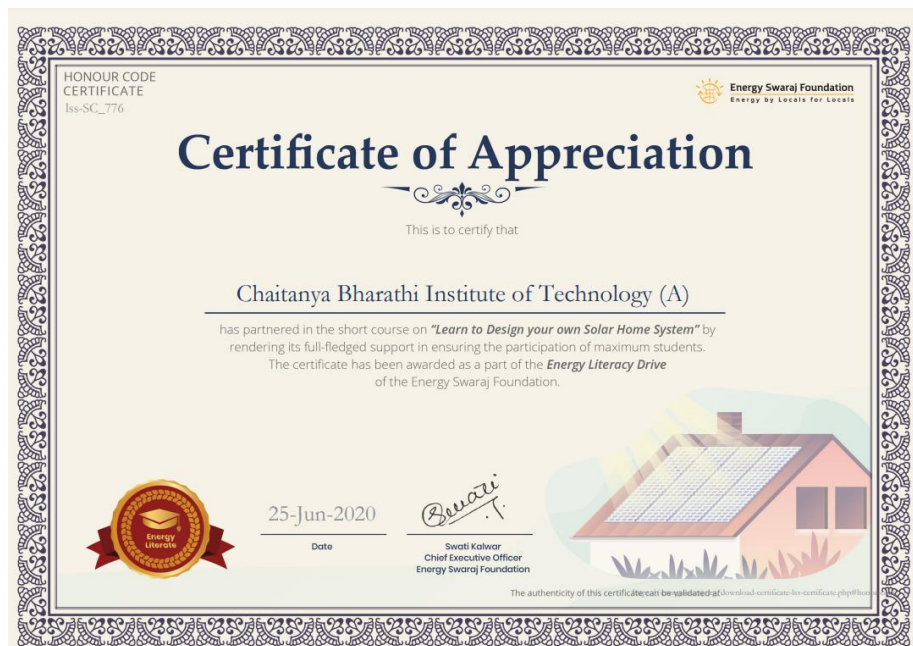 HONOUR CODE
CERTIFICATE
lss-SC_776
Energy Swaraj Foundation
Energy by Locals for Locals
Certificate of Appreciation
This is to certify that
Chaitanya Bharathi Institute of Technology (A)
has partnered in the short course on "Learn to Design your own Solar Home System" by
rendering its full-fledged support in ensuring the participation of maximum students.
The certificate has been awarded as a part of the Energy Literacy Drive
of the Energy Swaraj Foundation.
Energy
Literate
25-Jun-2020
Date
Swati
Swati Kalwar
Chief Executive Officer
Energy Swaraj Foundation
The authenticity of this certificate can be validated at